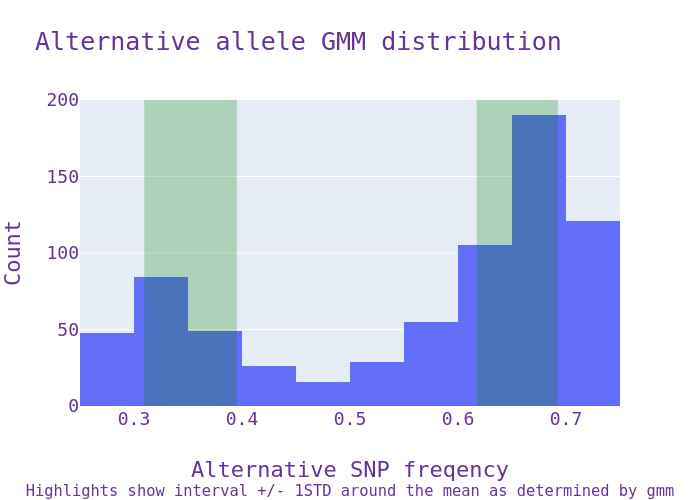 Alternative allele GMM distribution
200
150
100
50
0
Count
0.3 0.4 0.5 0.6 0.7
Alternative SNP freqency
Highlights show interval +/- 1STD around the mean as determined by gmm